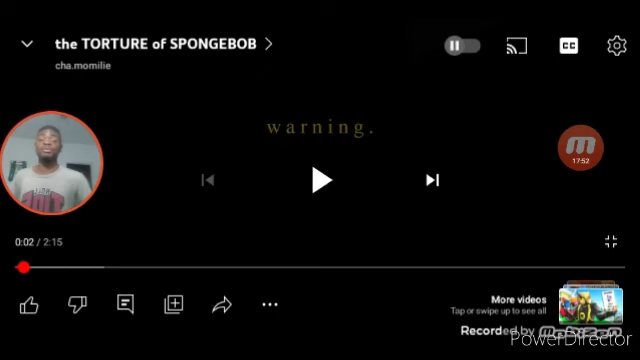 the TORTURE of SPONGEBOB
cha.momilie
CC
warning.
17:52
0:02 / 2:15
More videos
Tap or swipe up to see all
Recorded by
PowerDirector